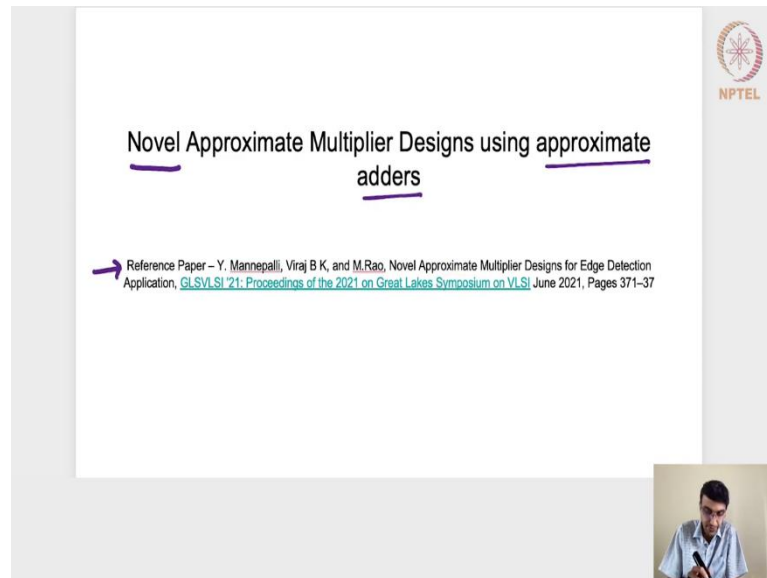 NPTEL
Novel Approximate Multiplier Designs using approximate
adders
Reference Paper – Y. Mannepalli, Viraj B K, and M.Rao, Novel Approximate Multiplier Designs for Edge Detection
Application, GLSVLSI '21: Proceedings of the 2021 on Great Lakes Symposium on VLSI June 2021, Pages 371–37